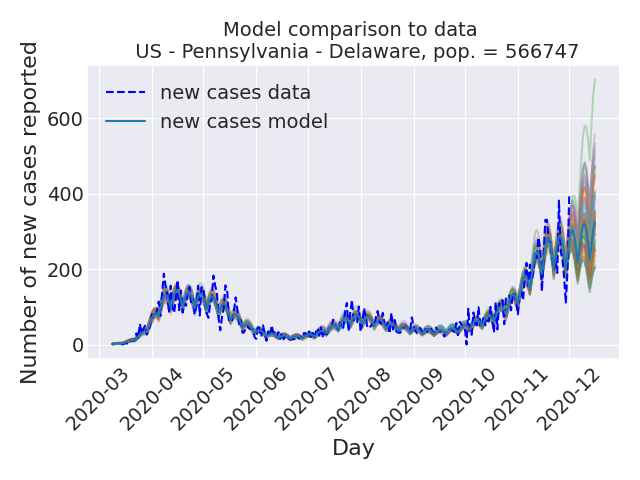 Model comparison to data
US - Pennsylvania - Delaware, pop. = 566747
Number of new cases reported
600
400
200
0
new cases data
new cases model
2020-03
2020-04
2020-05
2020-06
2020-07
2020-08
2020-09
2020-10
2020-11
2020-12
Day